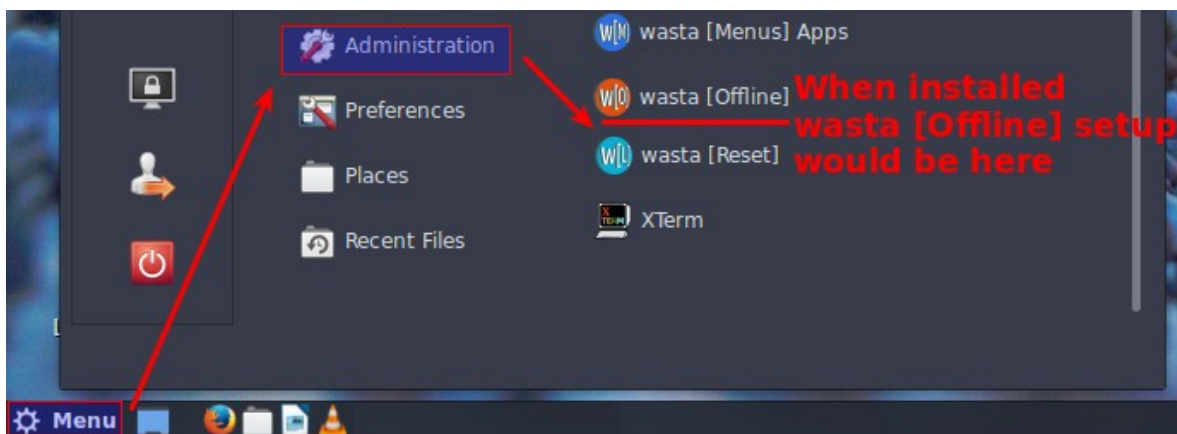 Administration
Preferences
Places
Recent Files
wasta [Menus] Apps
wasta [Offline]
wasta [Reset]
XTerm
When installed
wasta [Offline] setup
would be here
Menu